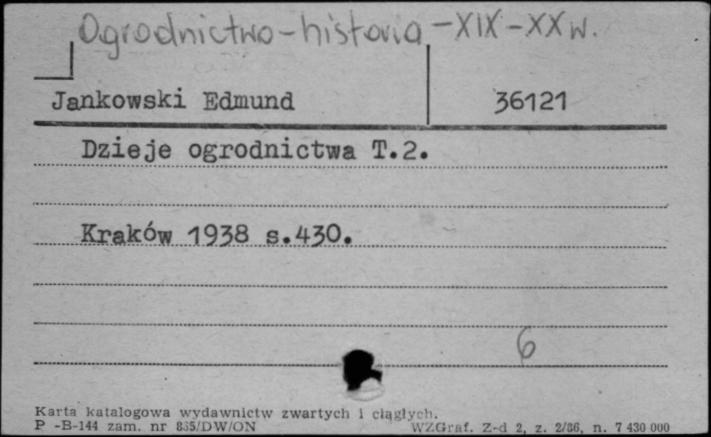 Ogrodnictwo - historia - XIX - XX w.
Jankowski Edmund 36121
Dzieje ogrodnictwa T.2.
Kraków 1938 s.430.
6
Karta katalogowa wydawnictw zwartych i ciągłych.
P -B-144 zam. nr 835/DW/ON WZGraf. Z-d 2, z. 2/86, n. 7 430 000